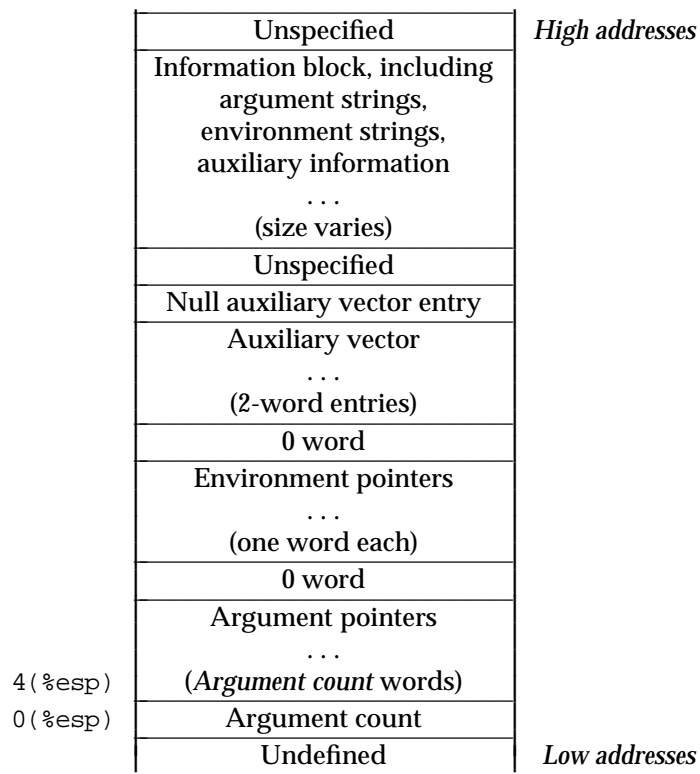 Unspecified High addresses
Information block, including
argument strings,
environment strings,
auxiliary information
. . .
(size varies)
Unspecified
Null auxiliary vector entry
Auxiliary vector
. . .
(2-word entries)
0 word
Environment pointers
. . .
(one word each)
0 word
Argument pointers
. . .
4(%esp) (Argument count words)
0(%esp) Argument count
Undefined Low addresses